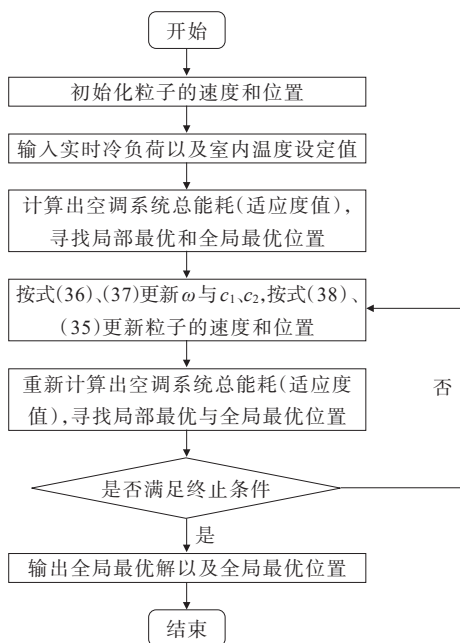 开始
初始化粒子的速度和位置
输入实时冷负荷以及室内温度设定值
计算出空调系统总能耗(适应度值),
寻找局部最优和全局最优位置
按式(36)、(37)更新ω与c₁、c₂,按式(38)、
(35)更新粒子的速度和位置
重新计算出空调系统总能耗(适应度
值),寻找局部最优与全局最优位置
否
是否满足终止条件
是
输出全局最优解以及全局最优位置
结束